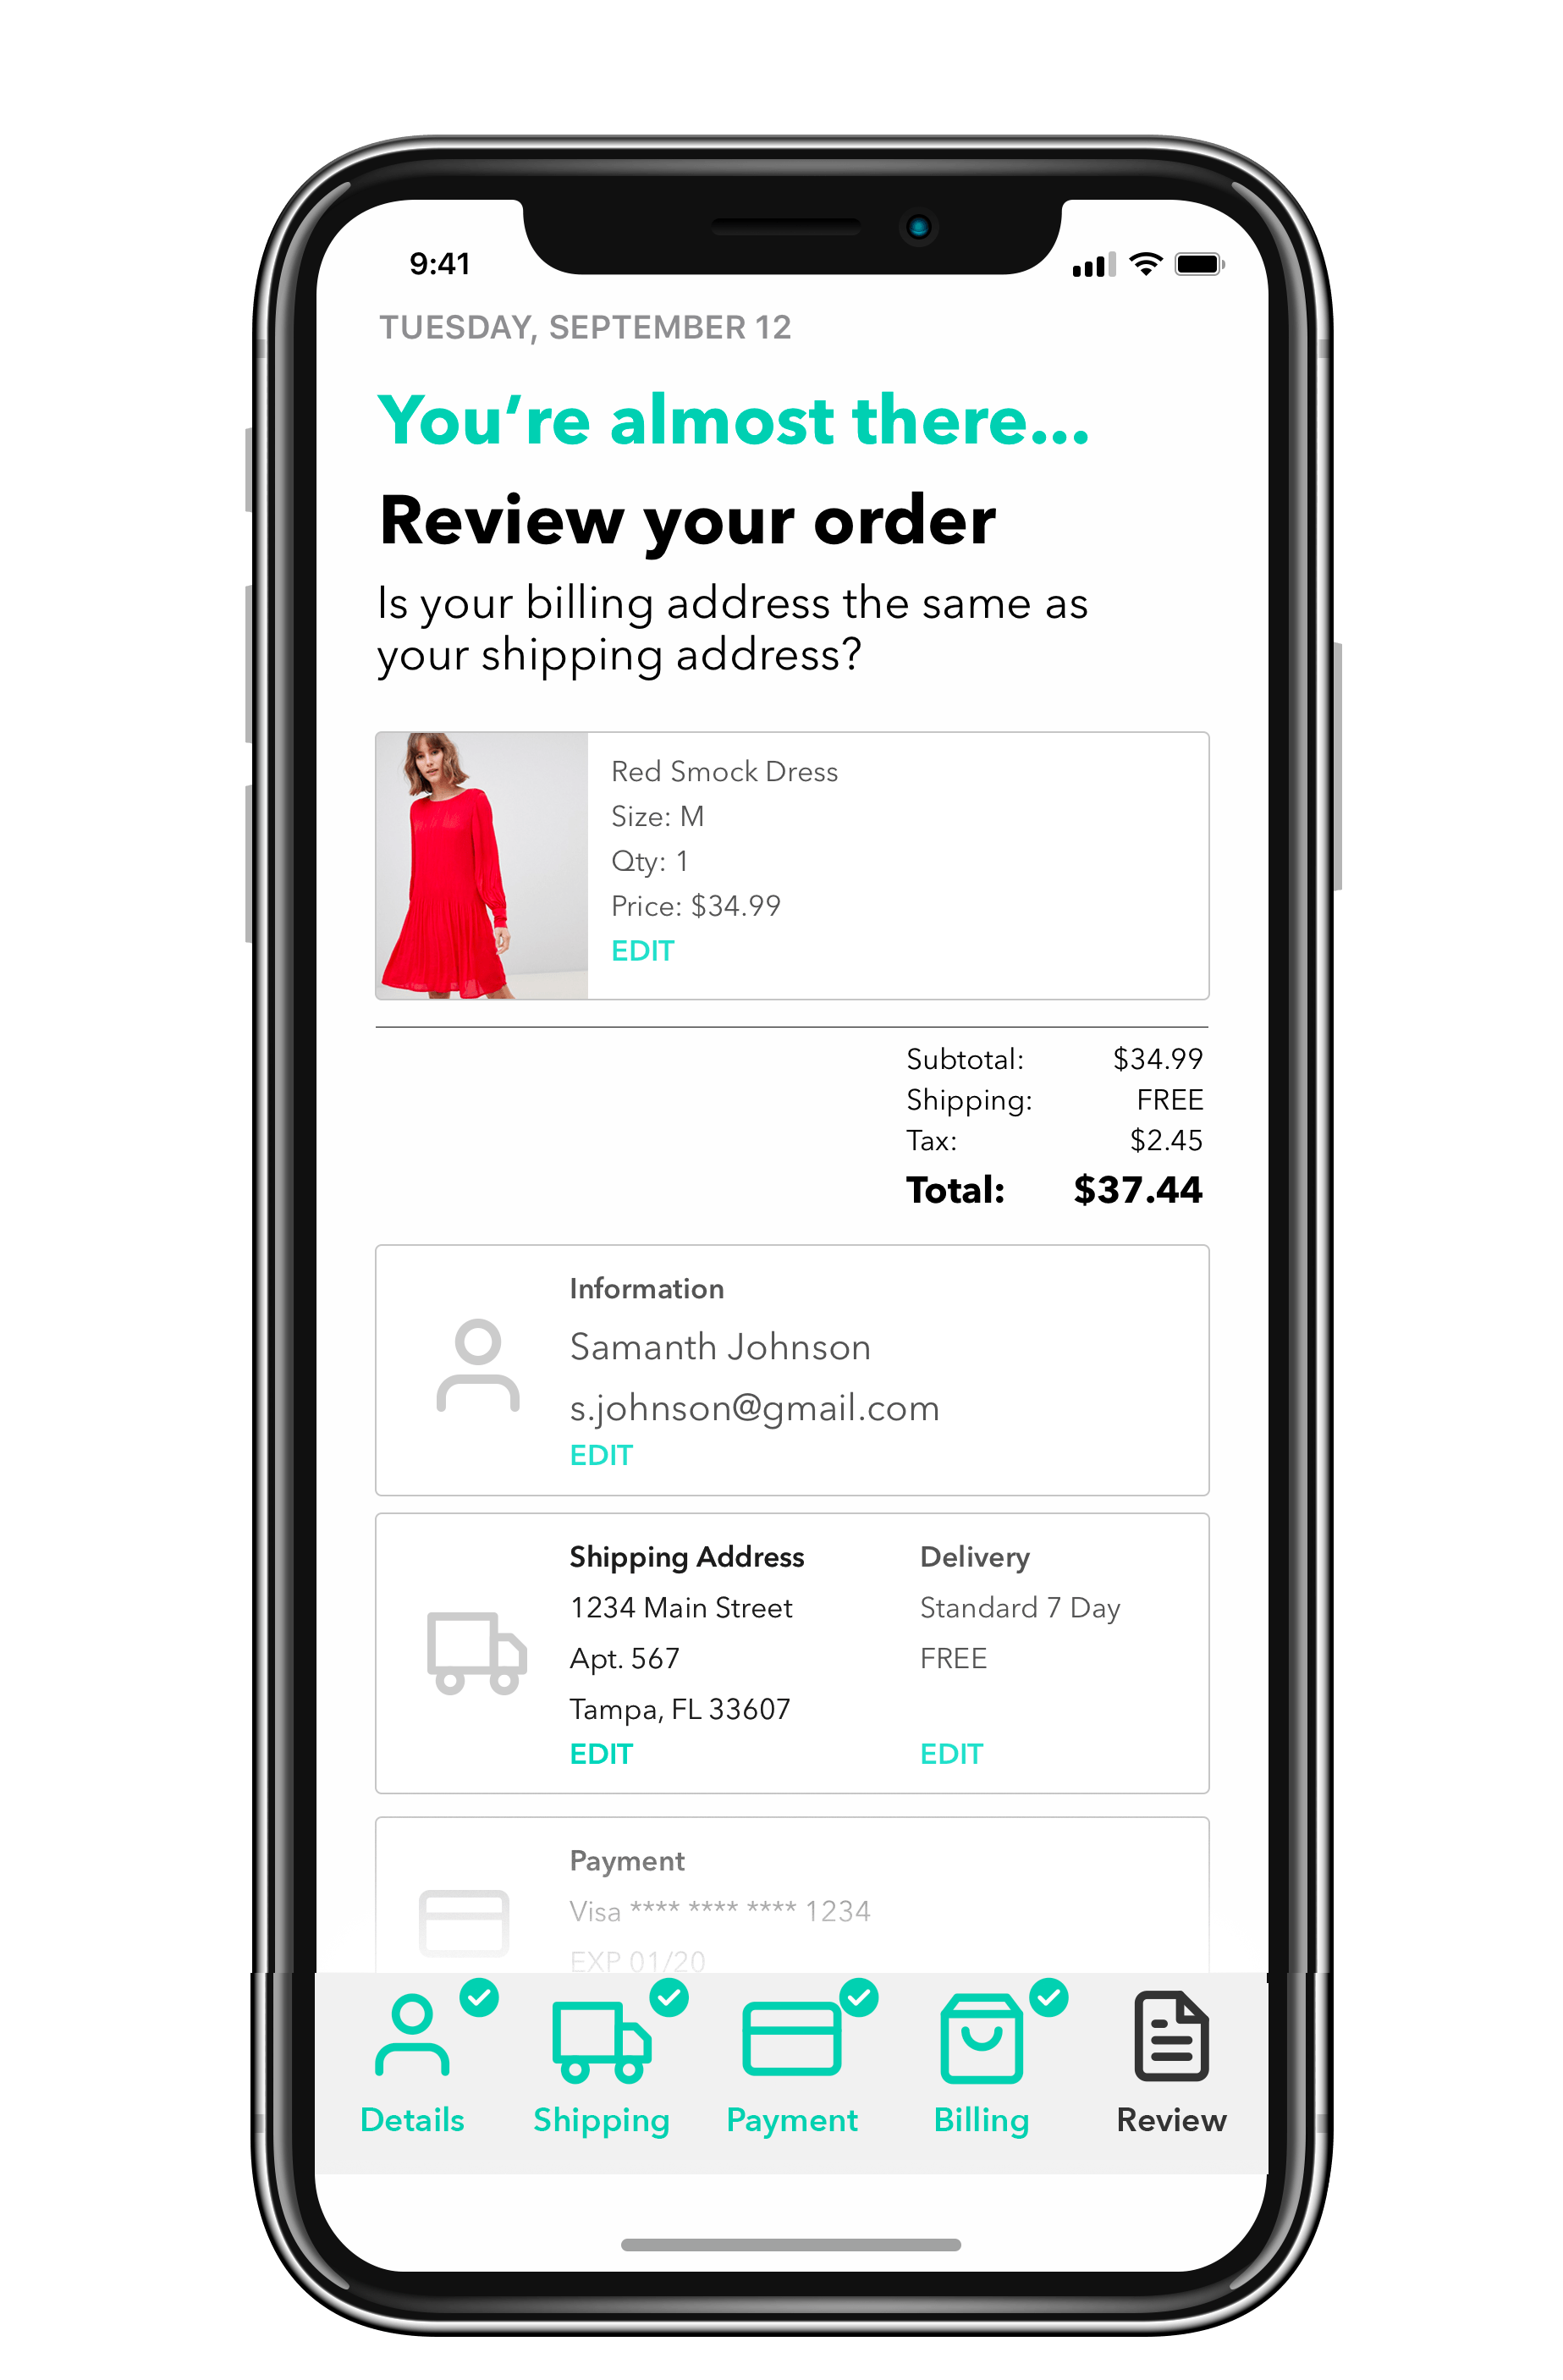 9:41
TUESDAY, SEPTEMBER 12
You’re almost there...
Review your order
Is your billing address the same as
your shipping address?
Red Smock Dress
Size: M
Qty: 1
Price: $34.99
EDIT
Subtotal: $34.99
Shipping: FREE
Tax: $2.45
Total: $37.44
Information
Samanth Johnson
s.johnson@gmail.com
EDIT
Shipping Address
1234 Main Street
Apt. 567
Tampa, FL 33607
EDIT
Delivery
Standard 7 Day
FREE
EDIT
Payment
Visa **** **** **** 1234
EXP 01/20
Details
Shipping
Payment
Billing
Review